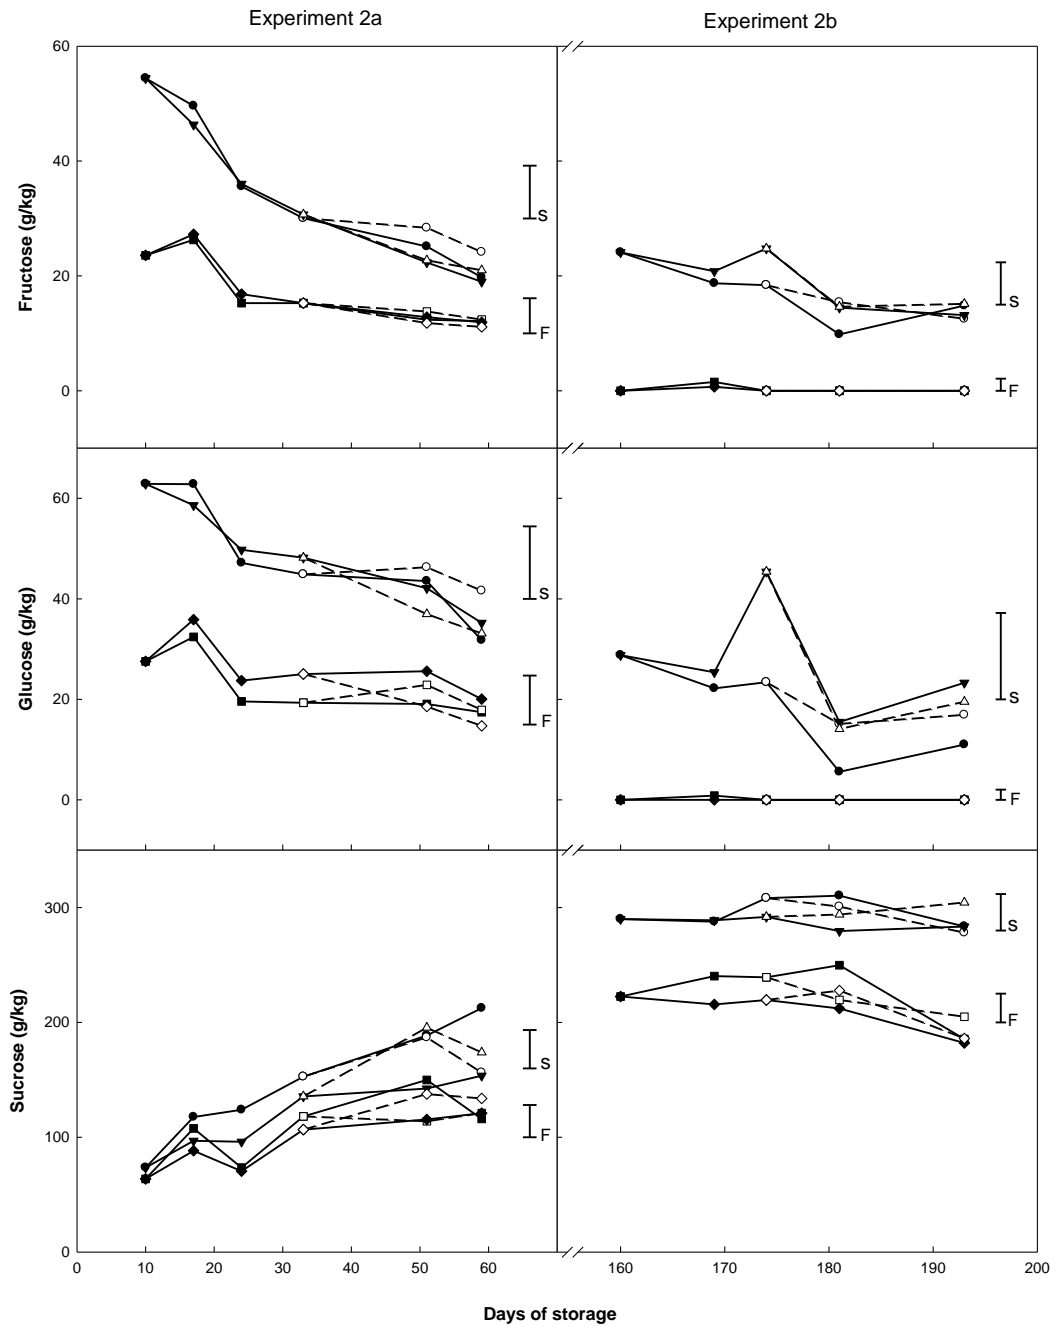 Experiment 2a
Experiment 2b
Fructose (g/kg)
60
40
20
0
S
F
S
F
Glucose (g/kg)
60
40
20
0
S
F
S
F
Sucrose (g/kg)
300
200
100
0
S
F
S
F
0 10 20 30 40 50 60
160 170 180 190 200
Days of storage